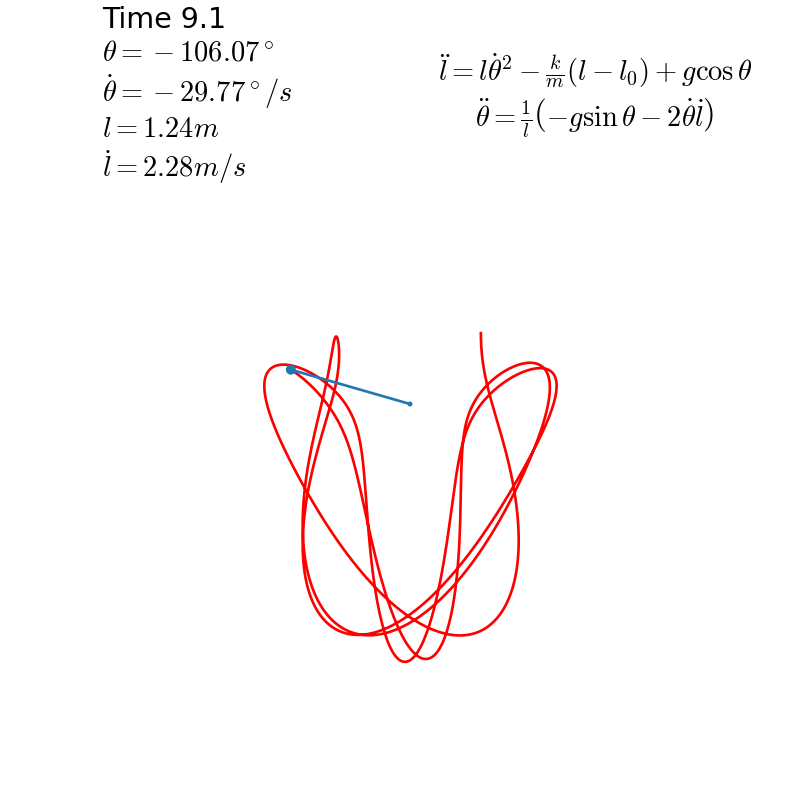 Time 9.1
θ = −106.07°
θ̇ = −29.77°/s
l = 1.24m
l̇ = 2.28m/s
l̈ = lθ̇² − k/m(l − l₀) + g cos θ
θ̈ = 1/l(−g sin θ − 2θ̇l̇)